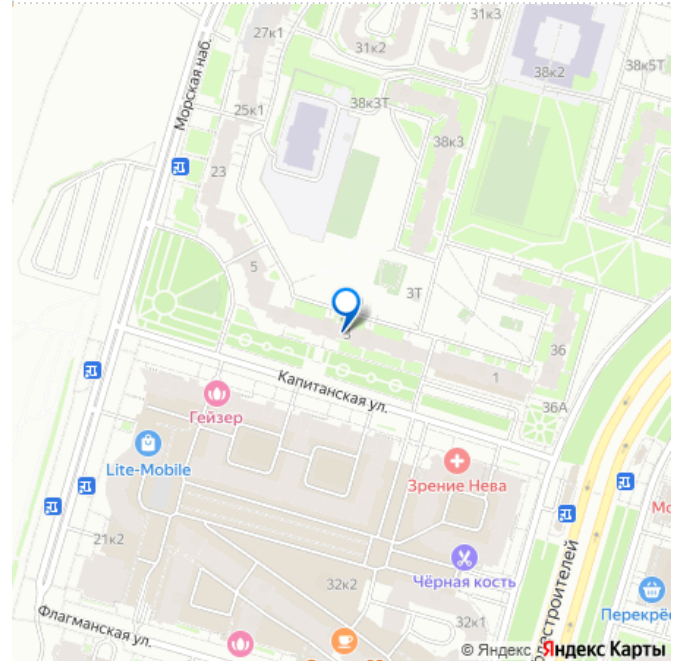 27к1
31к3
31к2
38к2
38к5Т
Морская наб.
25к1
38к3Т
38к3
23
5
3Т
3
36
1
Капитанская ул.
36А
Гейзер
Lite-Mobile
Зрение Нева
21к2
Чёрная кость
32к2
32к1
Флагманская ул.
© Яндекс Яндекс Карты